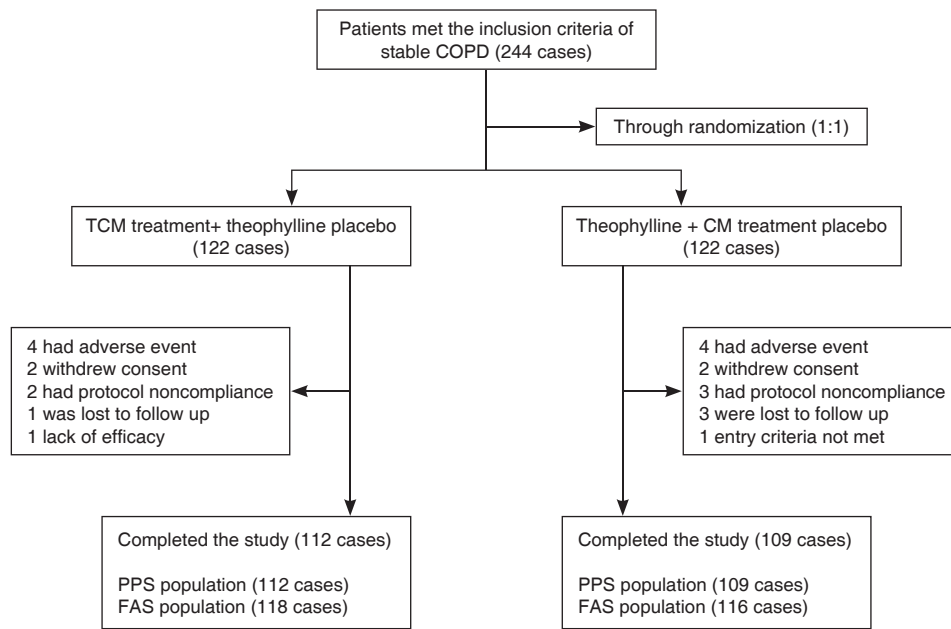 Patients met the inclusion criteria of
stable COPD (244 cases)
Through randomization (1:1)
TCM treatment+ theophylline placebo
(122 cases)
Theophylline + CM treatment placebo
(122 cases)
4 had adverse event
2 withdrew consent
2 had protocol noncompliance
1 was lost to follow up
1 lack of efficacy
4 had adverse event
2 withdrew consent
3 had protocol noncompliance
3 were lost to follow up
1 entry criteria not met
Completed the study (112 cases)
PPS population (112 cases)
FAS population (118 cases)
Completed the study (109 cases)
PPS population (109 cases)
FAS population (116 cases)